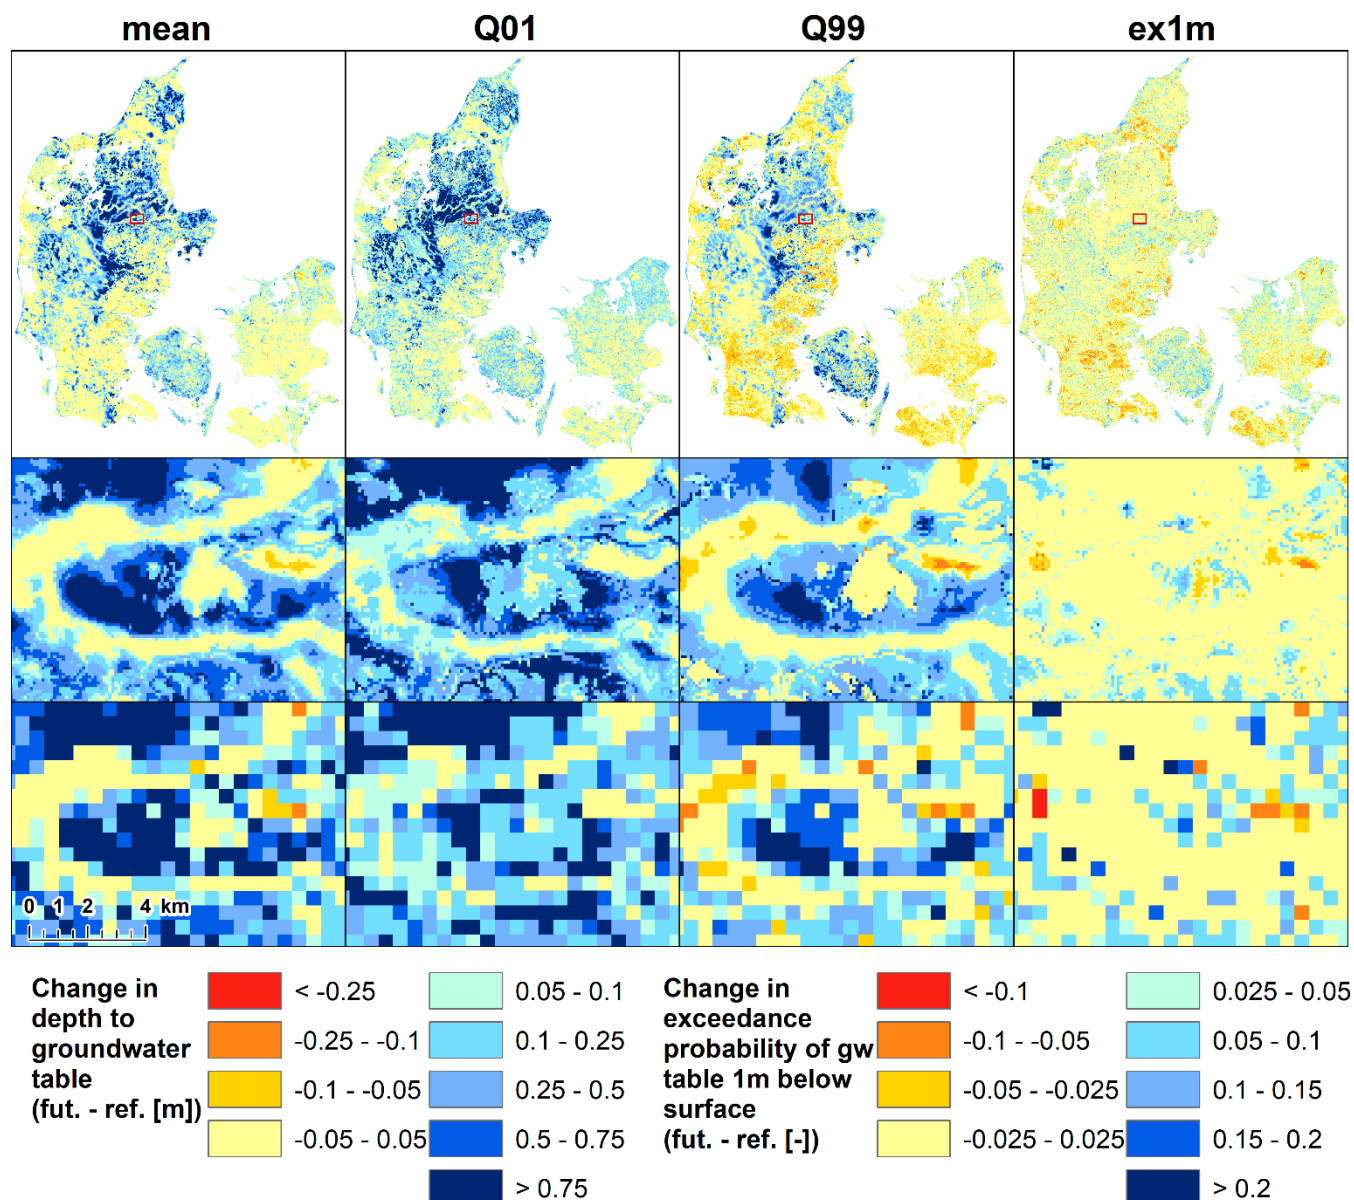 mean
Q01
Q99
ex1m
0 1 2 4 km
Change in
depth to
groundwater
table
(fut. - ref. [m])
< -0.25
-0.25 - -0.1
-0.1 - -0.05
-0.05 - 0.05
0.05 - 0.1
0.1 - 0.25
0.25 - 0.5
0.5 - 0.75
> 0.75
Change in
exceedance
probability of gw
table 1m below
surface
(fut. - ref. [-])
< -0.1
-0.1 - -0.05
-0.05 - -0.025
-0.025 - 0.025
0.025 - 0.05
0.05 - 0.1
0.1 - 0.15
0.15 - 0.2
> 0.2